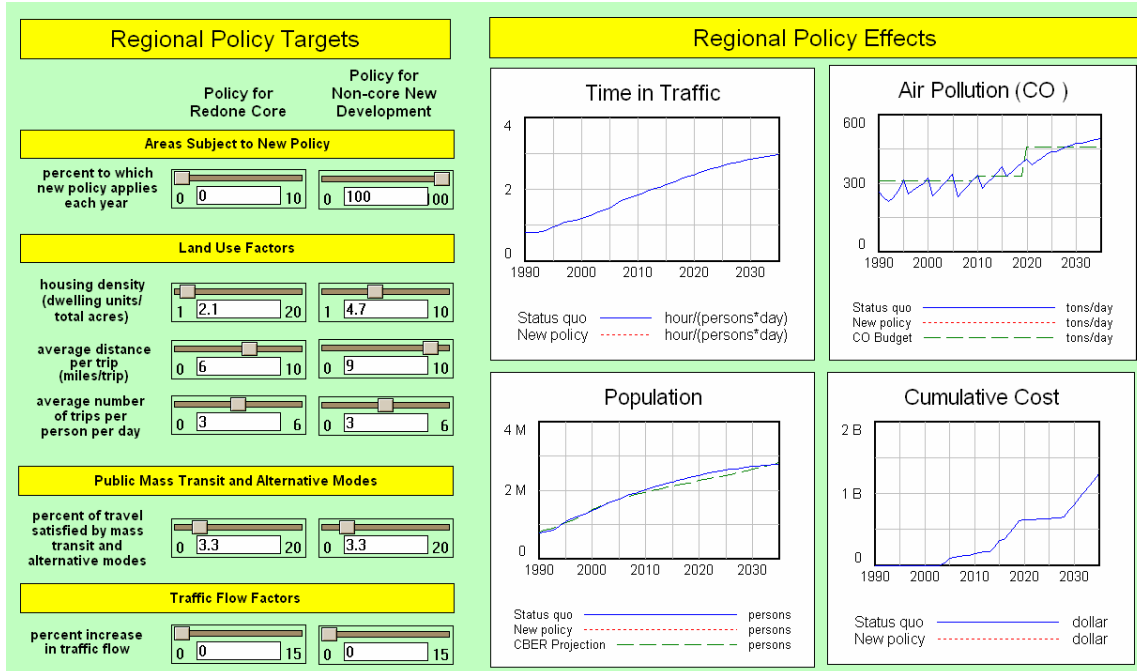 Regional Policy Targets
Policy for
Redone Core
Policy for
Non-core New
Development
Areas Subject to New Policy
percent to which
new policy applies
each year
0 0 10
0 100 100
Land Use Factors
housing density
(dwelling units/
total acres)
1 2.1 20
1 4.7 10
average distance
per trip
(miles/trip)
0 6 10
0 9 10
average number
of trips per
person per day
0 3 6
0 3 6
Public Mass Transit and Alternative Modes
percent of travel
satisfied by mass
transit and
alternative modes
0 3.3 20
0 3.3 20
Traffic Flow Factors
percent increase
in traffic flow
0 0 15
0 0 15
Regional Policy Effects
Time in Traffic
4
2
0
1990 2000 2010 2020 2030
Status quo hour/(persons*day)
New policy hour/(persons*day)
Air Pollution (CO )
600
300
0
1990 2000 2010 2020 2030
Status quo tons/day
New policy tons/day
CO Budget tons/day
Population
4 M
2 M
0
1990 2000 2010 2020 2030
Status quo persons
New policy persons
CBER Projection persons
Cumulative Cost
2 B
1 B
0
1990 2000 2010 2020 2030
Status quo dollar
New policy dollar